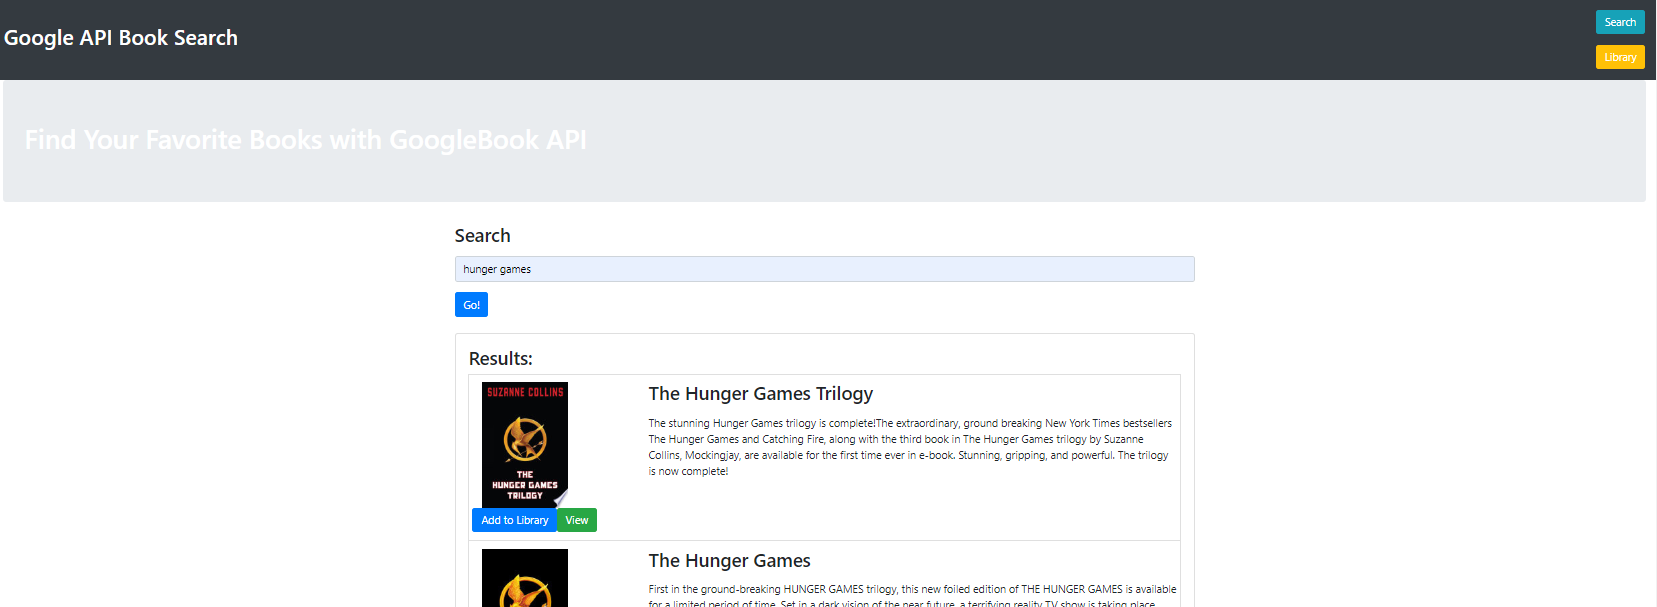 Google API Book Search
Search
Library
Find Your Favorite Books with GoogleBook API
Search
hunger games
Go!
Results:
SUZANNE COLLINS
THE
HUNGER GAMES
TRILOGY
Add to Library
View
The Hunger Games Trilogy
The stunning Hunger Games trilogy is complete!The extraordinary, ground breaking New York Times bestsellers
The Hunger Games and Catching Fire, along with the third book in The Hunger Games trilogy by Suzanne
Collins, Mockingjay, are available for the first time ever in e-book. Stunning, gripping, and powerful. The trilogy
is now complete!
The Hunger Games
First in the ground-breaking HUNGER GAMES trilogy, this new foiled edition of THE HUNGER GAMES is available
for a limited period of time. Set in a dark vision of the near future, a terrifying reality TV show is taking place.